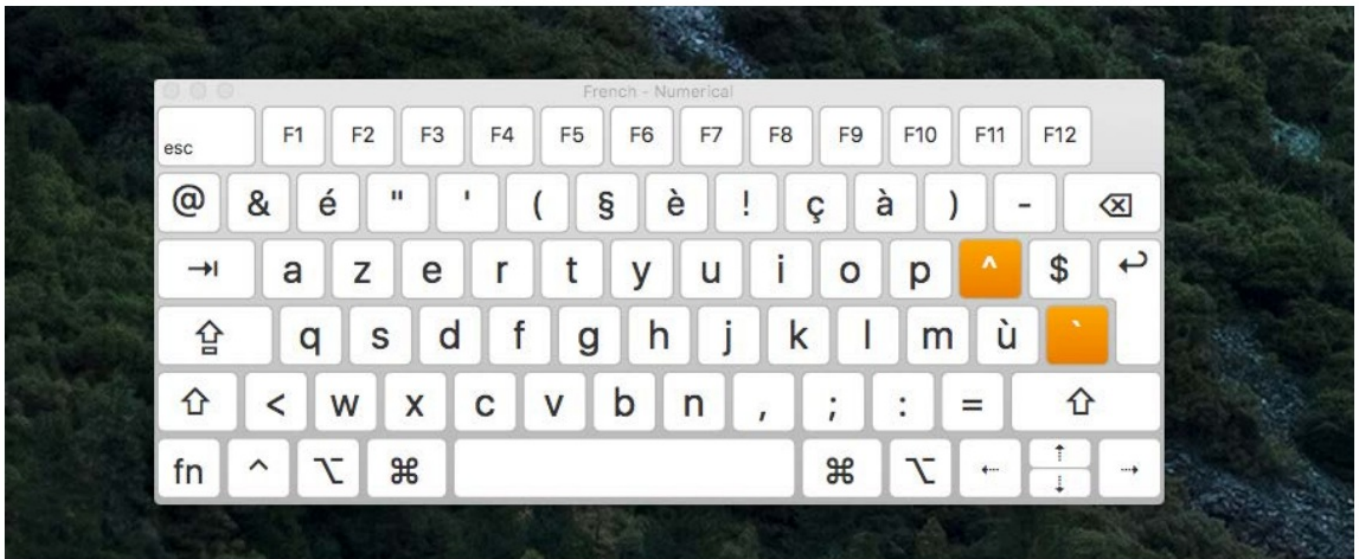 French - Numerical
esc F1 F2 F3 F4 F5 F6 F7 F8 F9 F10 F11 F12
@ & é " ' ( § è ! ç à ) - ⌫
⇥ a z e r t y u i o p ^ $ ↩
⇪ q s d f g h j k l m ù `
⇧ < w x c v b n , ; : = ⇧
fn ^ ⌥ ⌘ ⌘ ⌥ ⇠ ⇡ ⇣ ⇢